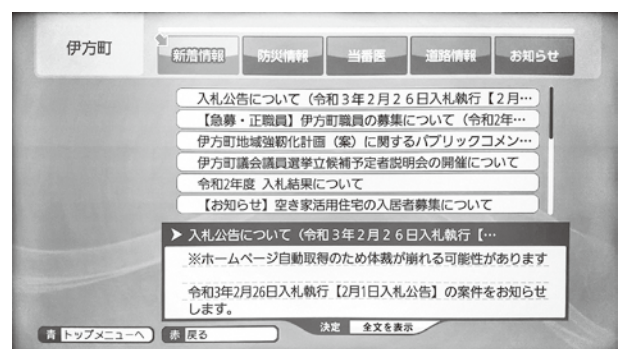 伊方町
新着情報
防災情報
当番医
道路情報
お知らせ
入札公告について（令和３年２月２６日入札執行【２月…
【急募・正職員】伊方町職員の募集について（令和2年…
伊方町地域強靭化計画（案）に関するパブリックコメン…
伊方町議会議員選挙立候補予定者説明会の開催について
令和2年度 入札結果について
【お知らせ】空き家活用住宅の入居者募集について
▶ 入札公告について（令和３年２月２６日入札執行【…
※ホームページ自動取得のため体裁が崩れる可能性があります
令和3年2月26日入札執行【2月1日入札公告】の案件をお知らせ
します。
青 トップメニューへ
赤 戻る
決定 全文を表示